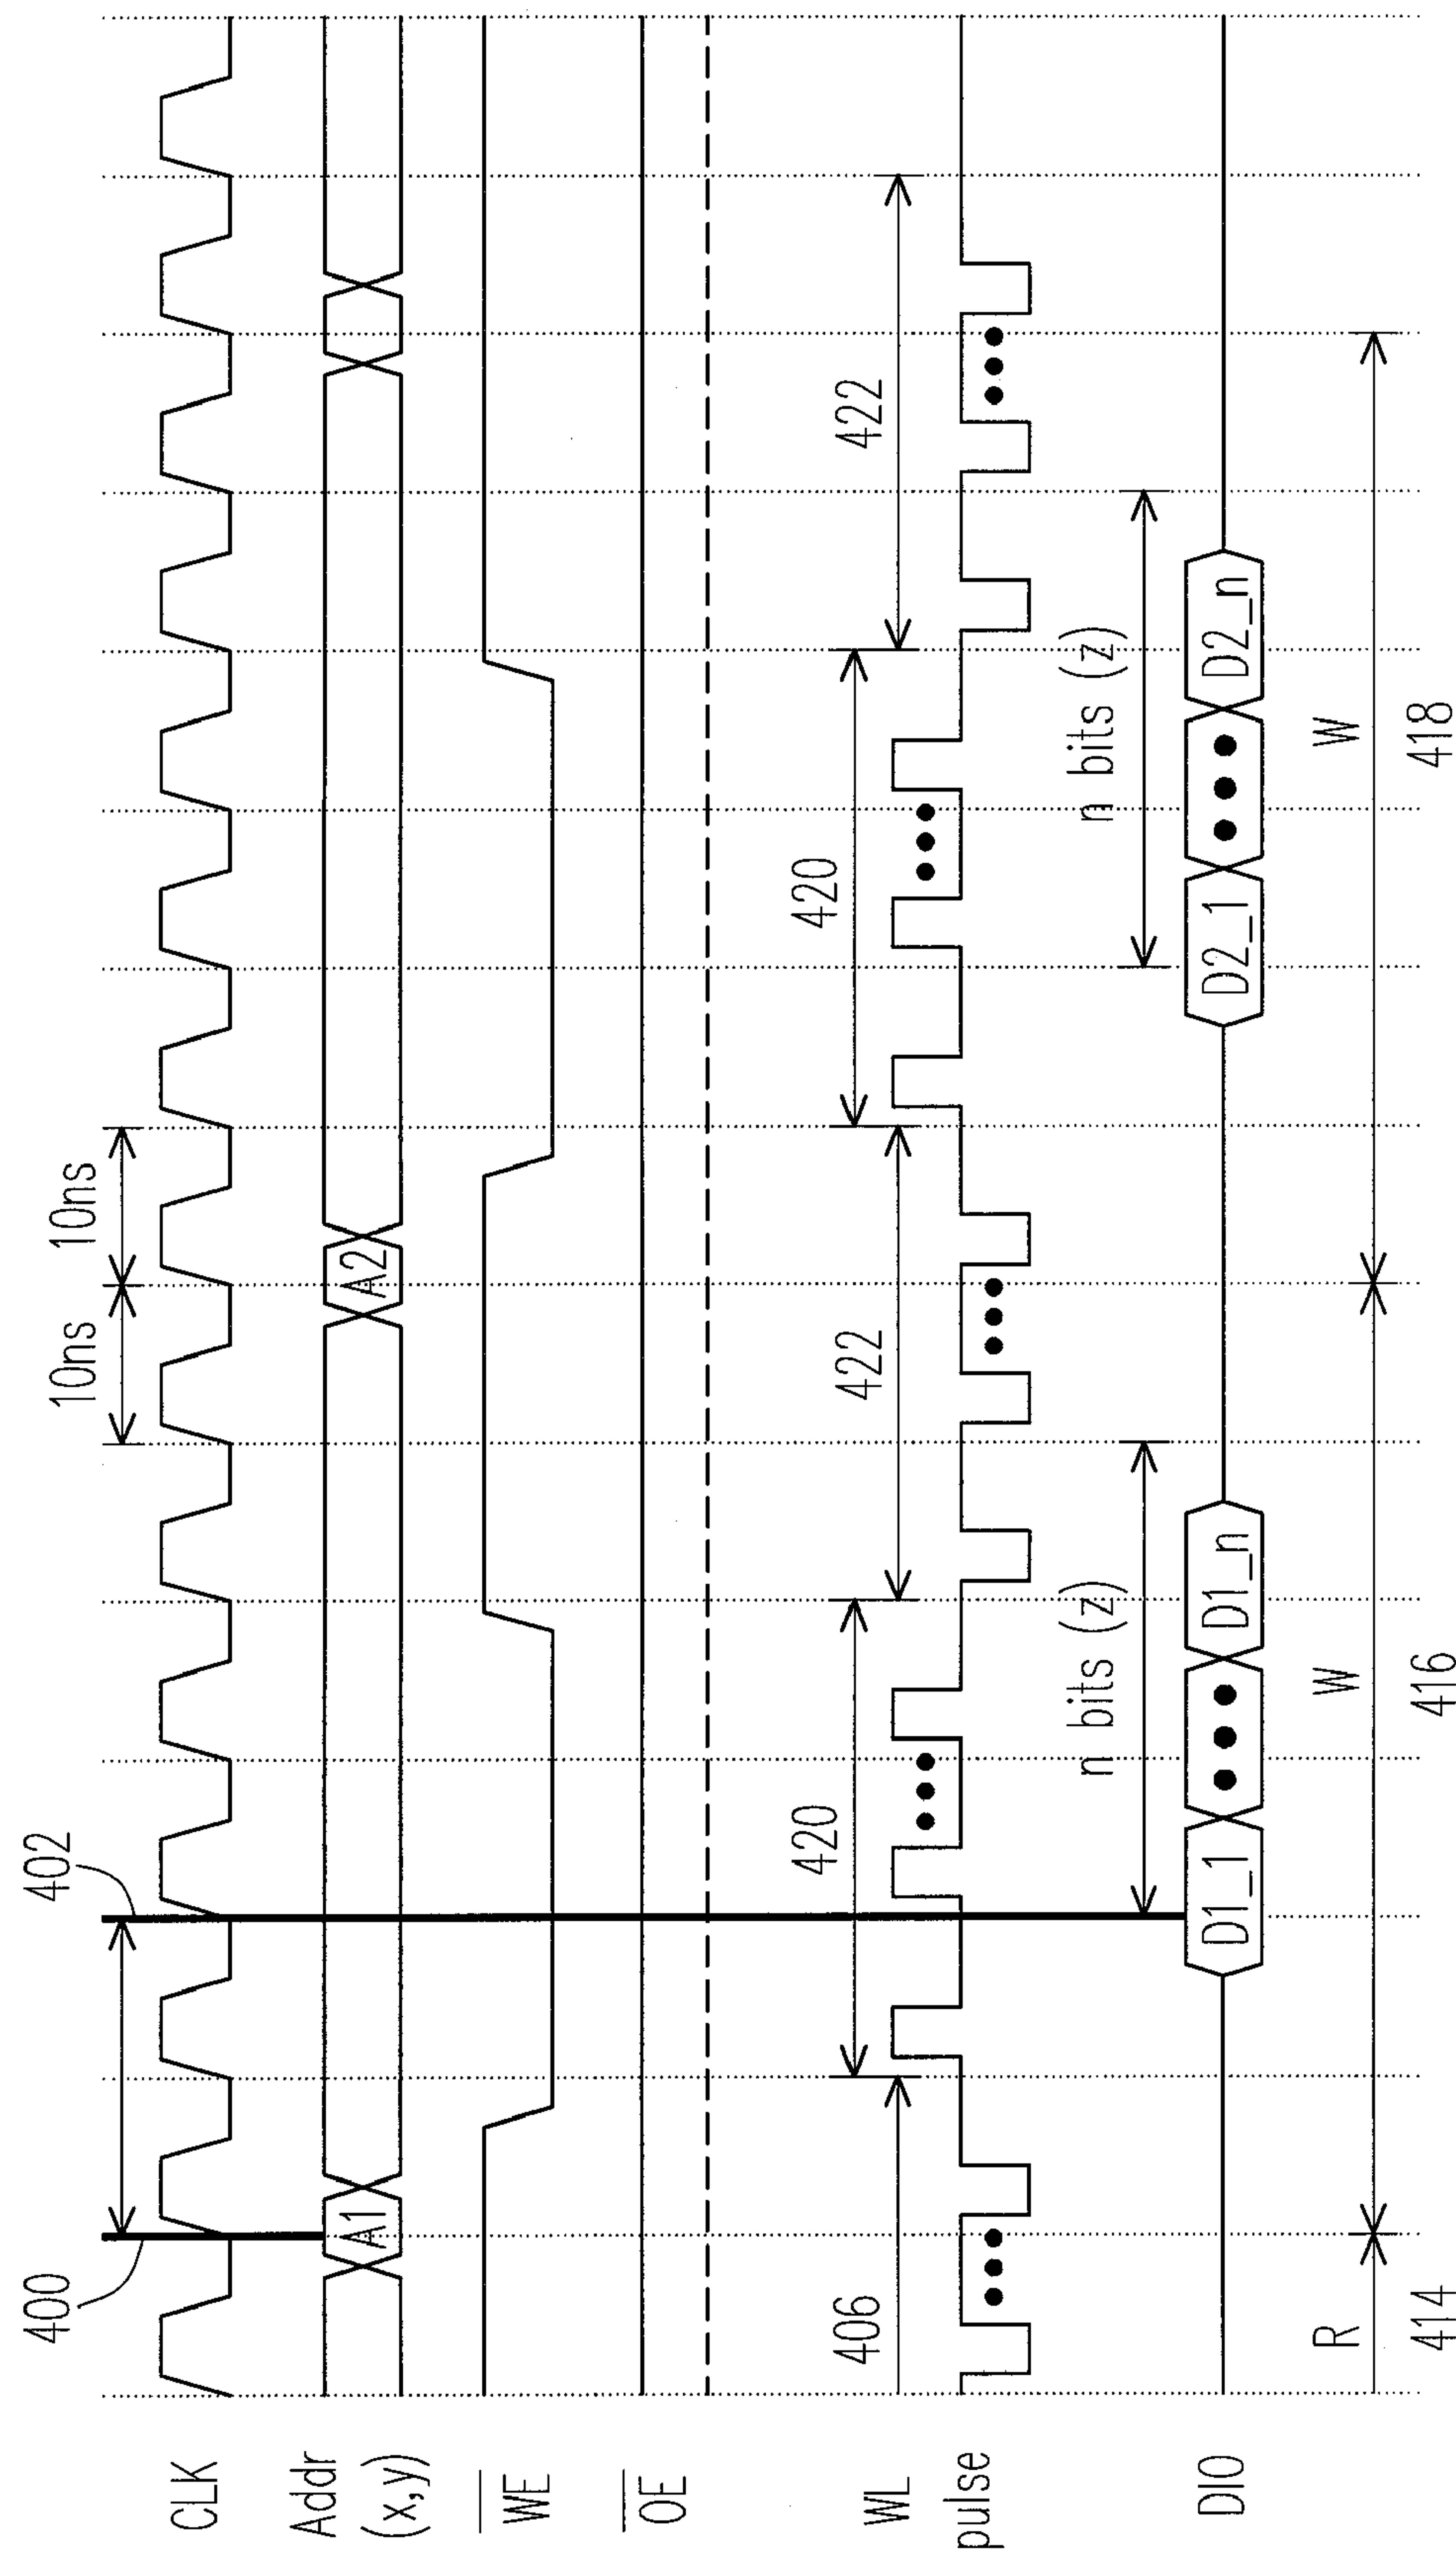 400
402
10ns
10ns
CLK
Addr
(x,y)
A1
A2
WE
OE
WL
pulse
406
420
422
420
422
n bits (z)
n bits (z)
DIO
D1_1
D1_n
D2_1
D2_n
R
W
W
414
416
418